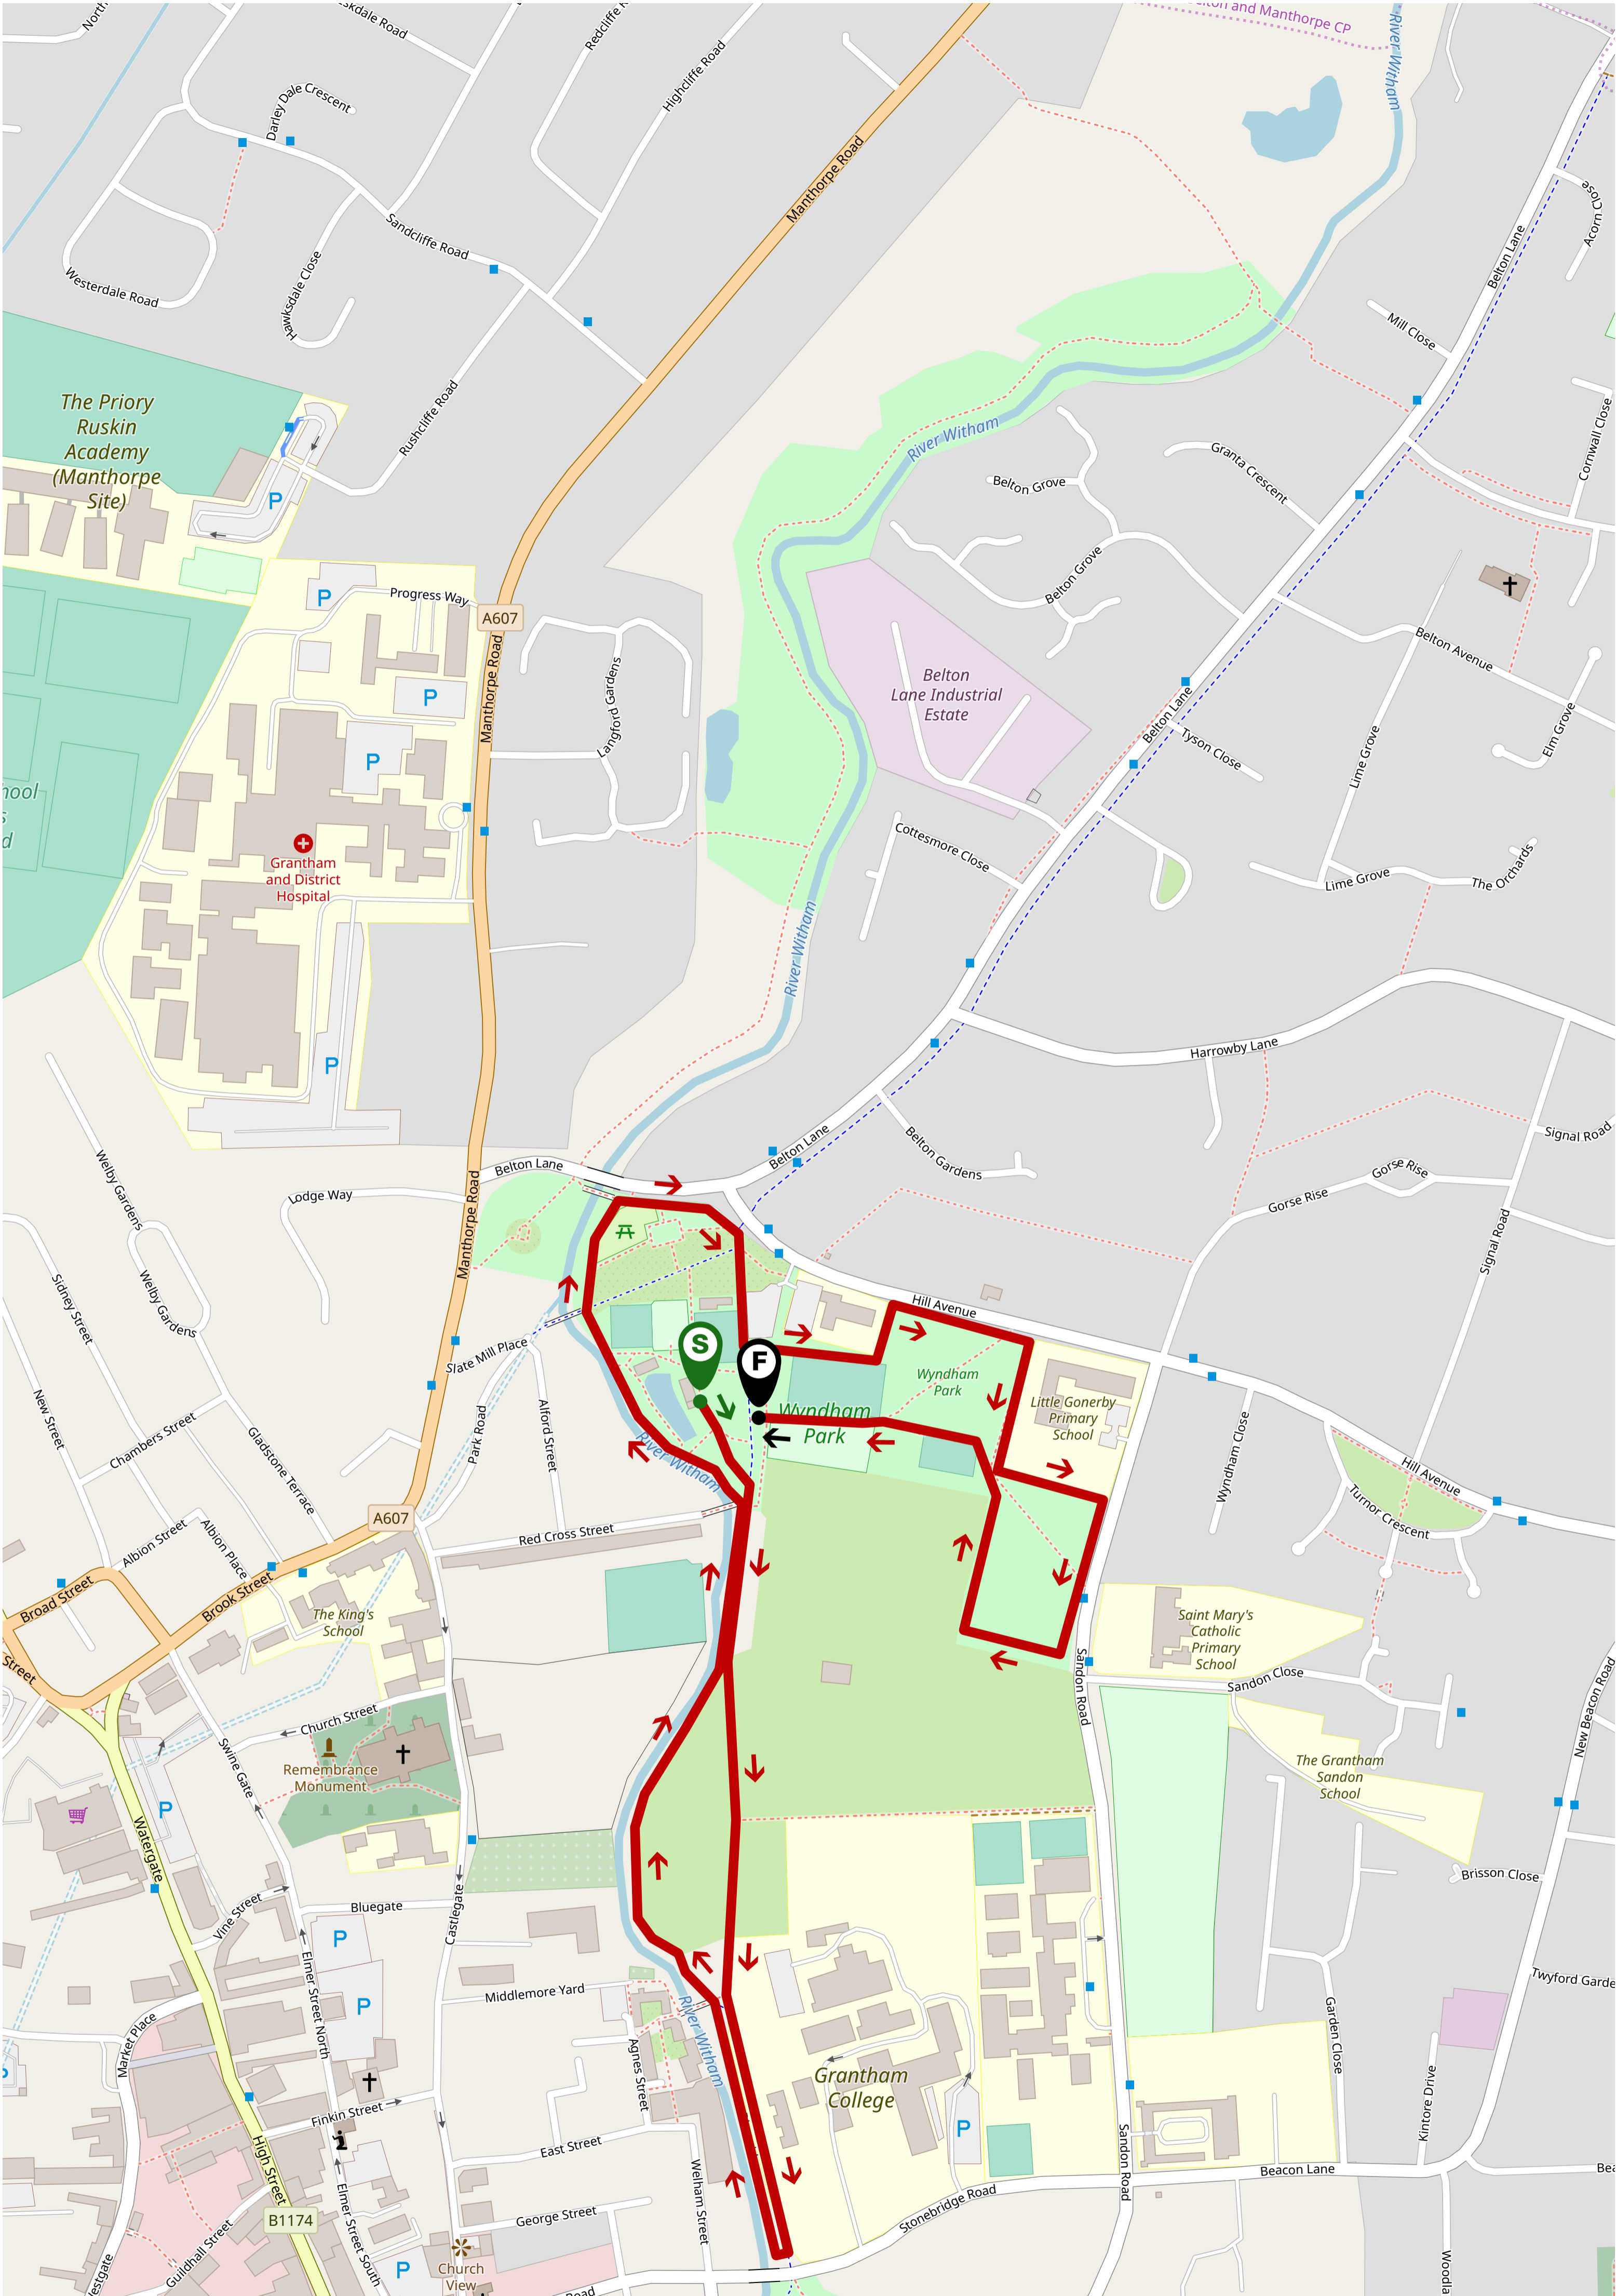 Belton and Manthorpe CP
River Witham
Redcliffe R
Highcliffe Road
Darley Dale Crescent
Manthorpe Road
Acorn Close
Sandcliffe Road
Belton Lane
Westerdale Road
Hawksdale Close
Mill Close
The Priory
Ruskin
Academy
(Manthorpe
Site)
Rushcliffe Road
Cornwall Close
River Witham
Granta Crescent
Belton Grove
P
Belton Grove
P
Progress Way
A607
Belton Avenue
Manthorpe Road
Langford Gardens
Belton
Lane Industrial
Estate
P
Belton Lane
Elm Grove
Tyson Close
Lime Grove
P
Cottesmore Close
Grantham
and District
Hospital
Lime Grove
The Orchards
River Witham
Harrowby Lane
P
Belton Lane
Belton Gardens
Signal Road
Welby Gardens
Belton Lane
Gorse Rise
Gorse Rise
Lodge Way
Manthorpe Road
Signal Road
Welby Gardens
Sidney Street
Hill Avenue
Slate Mill Place
S
F
Wyndham
Park
Little Gonerby
Primary
School
Wyndham
Park
New Street
Chambers Street
Gladstone Terrace
Park Road
Alford Street
River Witham
Wyndham Close
Hill Avenue
Turnor Crescent
A607
Red Cross Street
Albion Street
Albion Place
Broad Street
Brook Street
The King's
School
Saint Mary's
Catholic
Primary
School
Street
Sandon Close
Sandon Road
New Beacon Road
Church Street
Swine Gate
Remembrance
Monument
The Grantham
Sandon
School
P
Watergate
Brisson Close
Vine Street
Bluegate
Castlegate
P
Elmer Street North
Middlemore Yard
P
Market Place
River Witham
Agnes Street
Garden Close
Grantham
College
Kintore Drive
Finkin Street
i
P
East Street
High Street
Sandon Road
Beacon Lane
Welham Street
Stonebridge Road
George Street
B1174
Guildhall Street
Elmer Street South
P
Church
View
Road